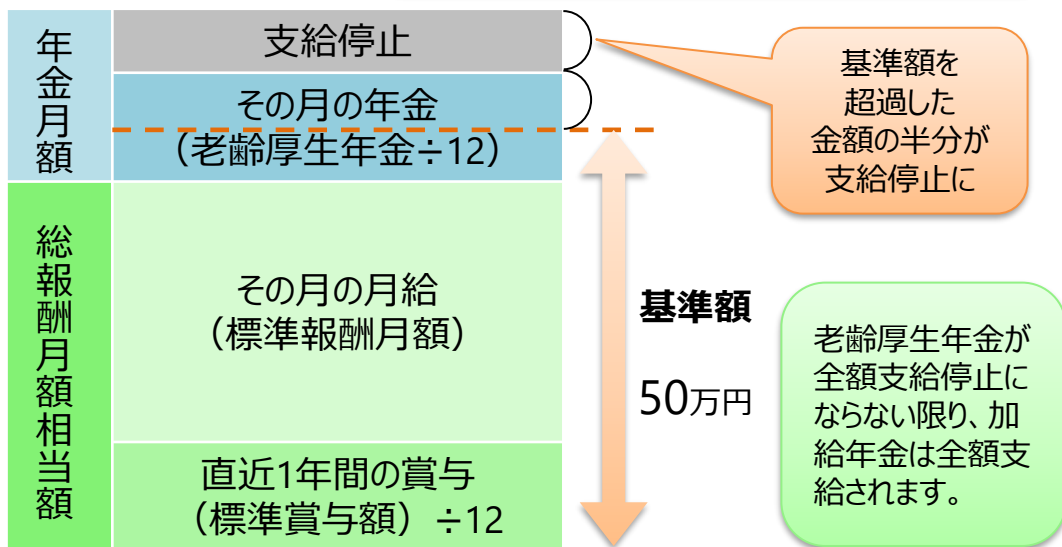 年金月額
支給停止
その月の年金
(老齢厚生年金÷12)
総報酬月額相当額
その月の月給
(標準報酬月額)
直近1年間の賞与
(標準賞与額) ÷12
基準額
50万円
基準額を
超過した
金額の半分が
支給停止に
老齢厚生年金が
全額支給停止に
ならない限り、加
給年金は全額支
給されます。